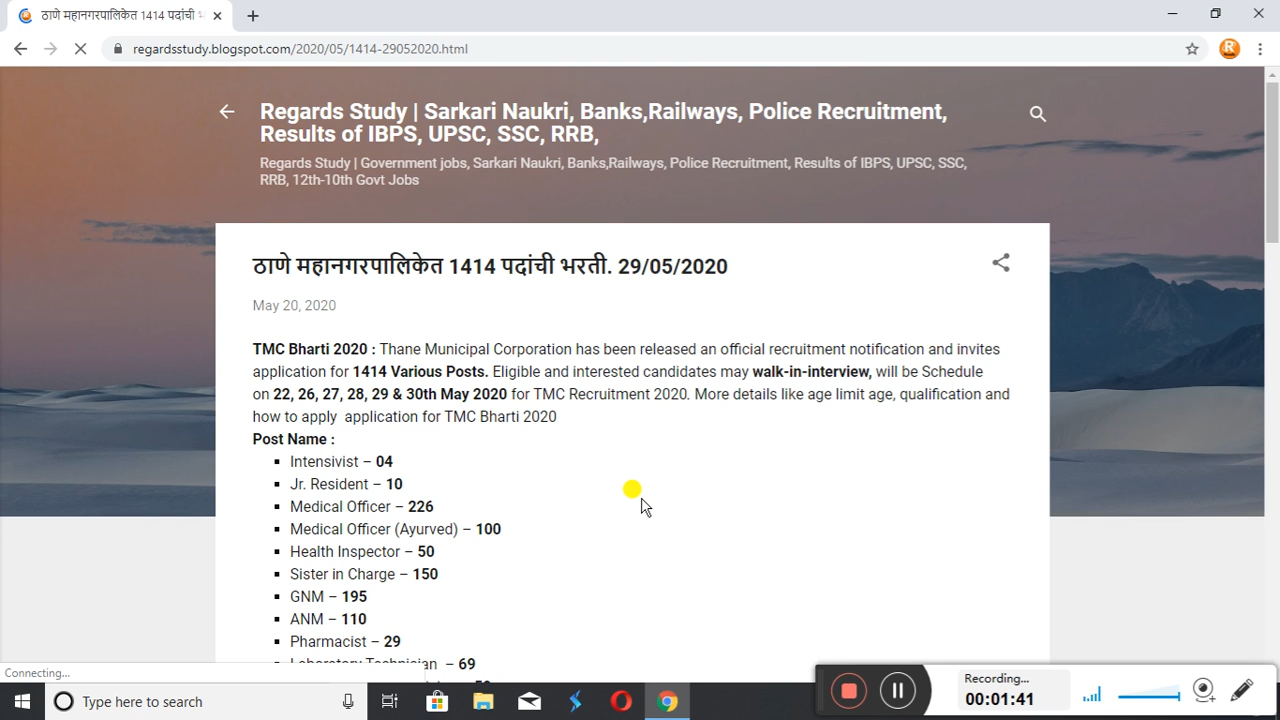 ठाणे महानगरपालिकेत 1414 पदांची भ
regardsstudy.blogspot.com/2020/05/1414-29052020.html
Regards Study | Sarkari Naukri, Banks,Railways, Police Recruitment,
Results of IBPS, UPSC, SSC, RRB,
Regards Study | Government jobs, Sarkari Naukri, Banks,Railways, Police Recruitment, Results of IBPS, UPSC, SSC,
RRB, 12th-10th Govt Jobs
ठाणे महानगरपालिकेत 1414 पदांची भरती. 29/05/2020
May 20, 2020
TMC Bharti 2020 : Thane Municipal Corporation has been released an official recruitment notification and invites
application for 1414 Various Posts. Eligible and interested candidates may walk-in-interview, will be Schedule
on 22, 26, 27, 28, 29 & 30th May 2020 for TMC Recruitment 2020. More details like age limit age, qualification and
how to apply application for TMC Bharti 2020
Post Name :
▪ Intensivist – 04
▪ Jr. Resident – 10
▪ Medical Officer – 226
▪ Medical Officer (Ayurved) – 100
▪ Health Inspector – 50
▪ Sister in Charge – 150
▪ GNM – 195
▪ ANM – 110
▪ Pharmacist – 29
Laboratory Technician – 69
Connecting...
Type here to search
Recording...
00:01:41